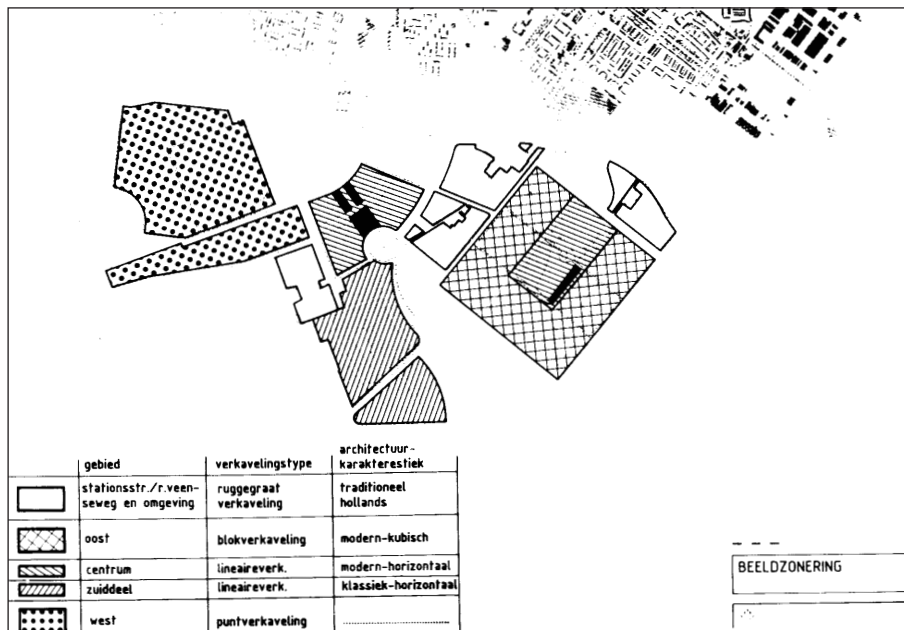 gebied verkavelingstype architectuur-
karakterestiek
stationsstr./r.veen-
seweg en omgeving ruggegraat
verkaveling traditioneel
hollands
oost blokverkaveling modern-kubisch
centrum lineaireverk. modern-horizontaal
zuiddeel lineaireverk. klassiek-horizontaal
west puntverkaveling
BEELDZONERING